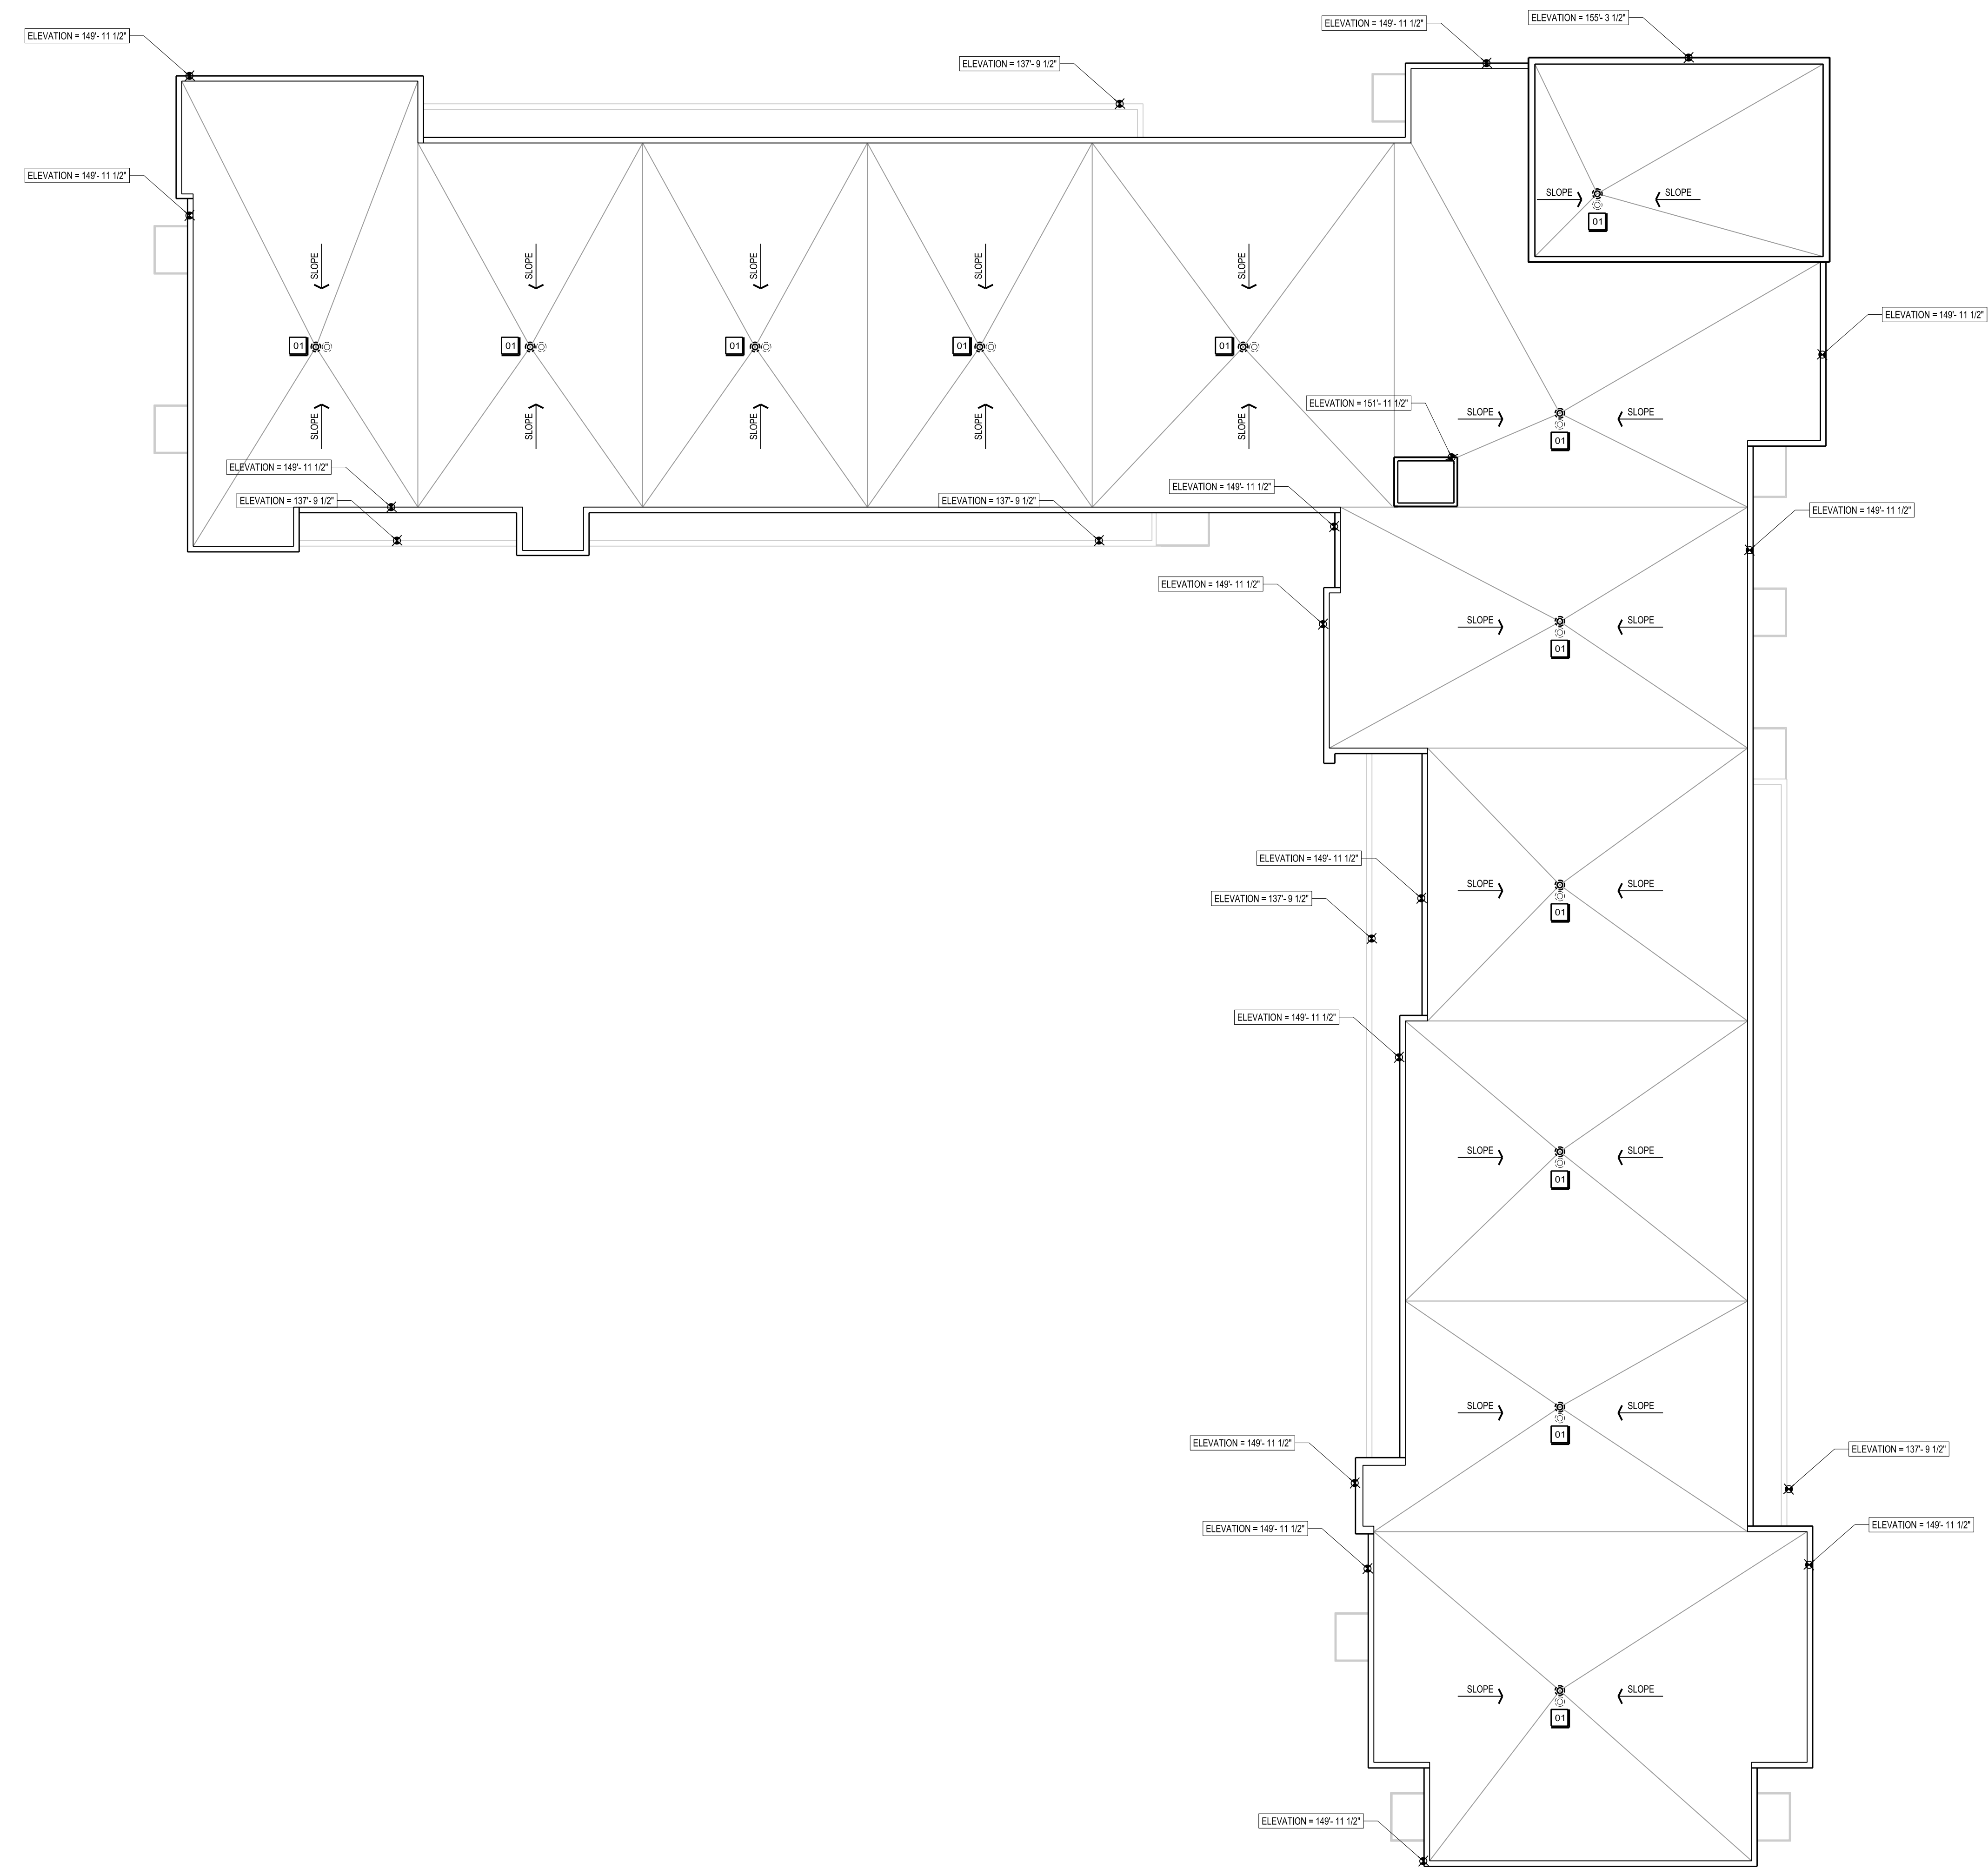 ELEVATION = 155'- 3 1/2"
ELEVATION = 149'- 11 1/2"
ELEVATION = 149'- 11 1/2"
ELEVATION = 137'- 9 1/2"
ELEVATION = 149'- 11 1/2"
SLOPE
SLOPE
01
SLOPE
SLOPE
SLOPE
SLOPE
SLOPE
ELEVATION = 149'- 11 1/2"
01
01
01
01
01
ELEVATION = 151'- 11 1/2"
SLOPE
SLOPE
SLOPE
SLOPE
SLOPE
SLOPE
SLOPE
01
ELEVATION = 149'- 11 1/2"
ELEVATION = 149'- 11 1/2"
ELEVATION = 137'- 9 1/2"
ELEVATION = 137'- 9 1/2"
ELEVATION = 149'- 11 1/2"
ELEVATION = 149'- 11 1/2"
SLOPE
SLOPE
01
ELEVATION = 149'- 11 1/2"
SLOPE
SLOPE
ELEVATION = 137'- 9 1/2"
01
ELEVATION = 149'- 11 1/2"
SLOPE
SLOPE
01
SLOPE
SLOPE
01
ELEVATION = 149'- 11 1/2"
ELEVATION = 137'- 9 1/2"
ELEVATION = 149'- 11 1/2"
ELEVATION = 149'- 11 1/2"
SLOPE
SLOPE
01
ELEVATION = 149'- 11 1/2"